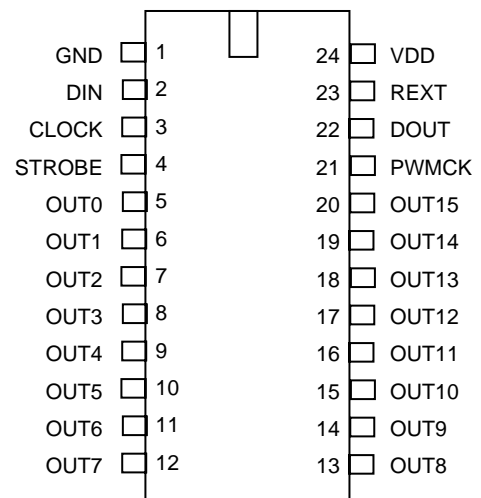 GND 1 24 VDD
DIN 2 23 REXT
CLOCK 3 22 DOUT
STROBE 4 21 PWMCK
OUT0 5 20 OUT15
OUT1 6 19 OUT14
OUT2 7 18 OUT13
OUT3 8 17 OUT12
OUT4 9 16 OUT11
OUT5 10 15 OUT10
OUT6 11 14 OUT9
OUT7 12 13 OUT8